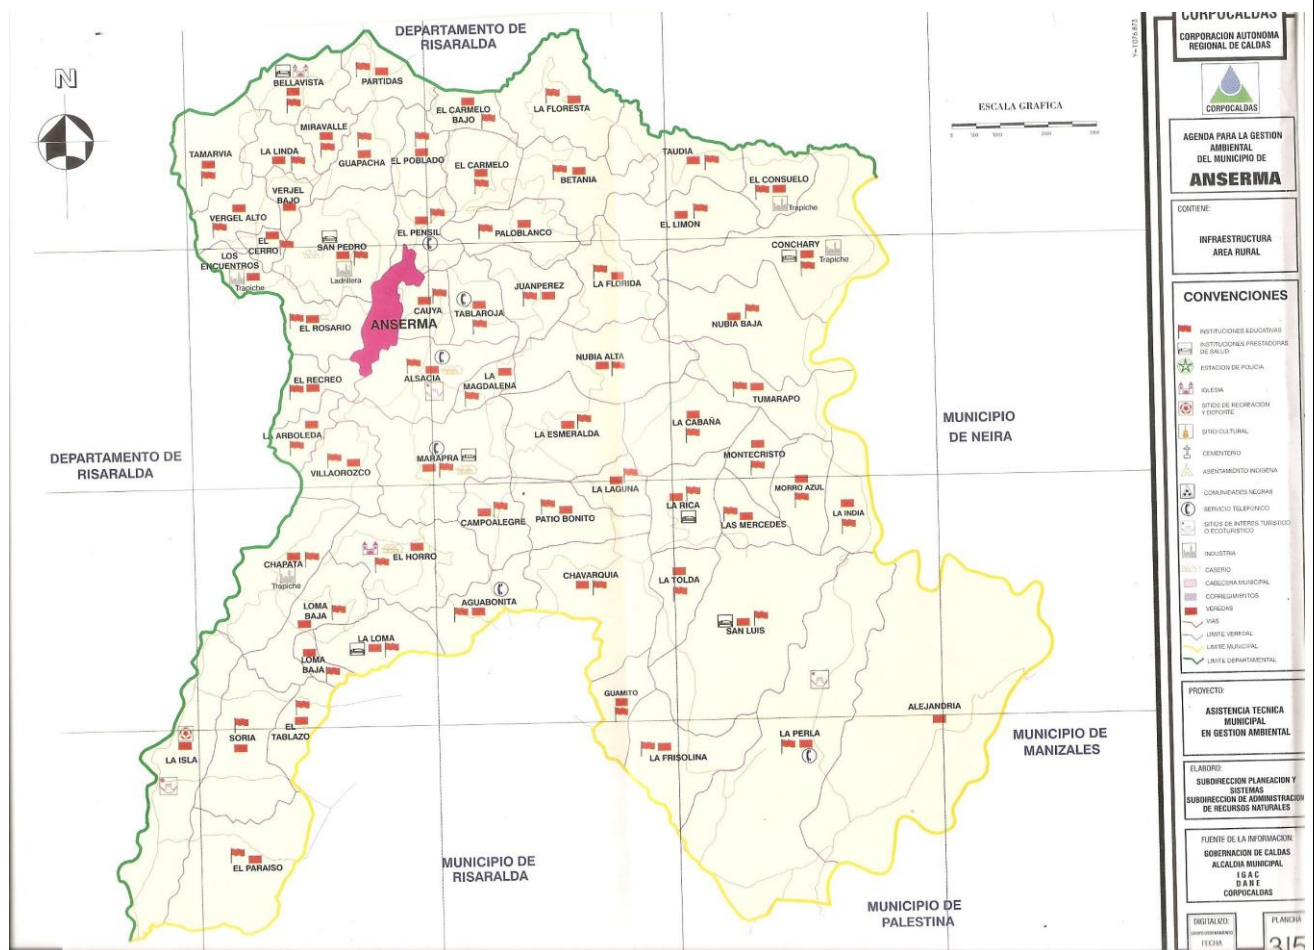 DEPARTAMENTO DE
RISARALDA
N
BELLAVISTA
PARTIDAS
EL CARMELO
BAJO
LA FLORESTA
ESCALA GRAFICA
MIRAVALLE
TAMARVIA
LA LINDA
GUAPACHA
EL POBLADO
EL CARMELO
BETANIA
TAUDIA
EL CONSUELO
Trapiche
VERJEL
BAJO
VERGEL ALTO
EL PENSIL
PALOBLANCO
EL LIMON
EL
CERRO
SAN PEDRO
LOS
ENCUENTROS
Trapiche
Ladrillera
CONCHARY
Trapiche
LA FLORIDA
JUANPEREZ
CAUYA
TABLAROJA
EL ROSARIO
ANSERMA
NUBIA BAJA
NUBIA ALTA
ALSACIA
LA
MAGDALENA
EL RECREO
TUMARAPO
LA ARBOLEDA
LA ESMERALDA
LA CABAÑA
MUNICIPIO
DE NEIRA
DEPARTAMENTO DE
RISARALDA
VILLAOROZCO
MARAPRA
MONTECRISTO
LA LAGUNA
MORRO AZUL
LA RICA
LA INDIA
CAMPOALEGRE
PATIO BONITO
LAS MERCEDES
CHAPATA
Trapiche
EL HORRO
CHAVARQUIA
LA TOLDA
LOMA
BAJA
AGUABONITA
SAN LUIS
LA LOMA
LOMA
BAJA
GUAMITO
ALEJANDRIA
EL
TABLAZO
SORIA
LA ISLA
LA FRISOLINA
LA PERLA
MUNICIPIO DE
MANIZALES
EL PARAISO
MUNICIPIO DE
RISARALDA
MUNICIPIO DE
PALESTINA
CORPOCALDAS
CORPORACION AUTONOMA
REGIONAL DE CALDAS
CORPOCALDAS
AGENDA PARA LA GESTION
AMBIENTAL
DEL MUNICIPIO DE
ANSERMA
CONTIENE:
INFRAESTRUCTURA
AREA RURAL
CONVENCIONES
INSTITUCIONES EDUCATIVAS
INSTITUCIONES PRESTADORAS
DE SALUD
ESTACION DE POLICIA
IGLESIA
SITIOS DE RECREACION
Y DEPORTE
SITIO CULTURAL
CEMENTERIO
ASENTAMIENTO INDIGENA
COMUNIDADES NEGRAS
SERVICIO TELEFONICO
SITIOS DE INTERES TURISTICO
O ECOTURISTICO
INDUSTRIA
CASERIO
CABECERA MUNICIPAL
CORREGIMIENTOS
VEREDAS
VIAS
LIMITE VEREDAL
LIMITE MUNICIPAL
LIMITE DEPARTAMENTAL
PROYECTO:
ASISTENCIA TECNICA
MUNICIPAL
EN GESTION AMBIENTAL
ELABORO:
SUBDIRECCION PLANEACION Y
SISTEMAS
SUBDIRECCION DE ADMINISTRACION
DE RECURSOS NATURALES
FUENTE DE LA INFORMACION:
GOBERNACION DE CALDAS
ALCALDIA MUNICIPAL
I G A C
D A N E
CORPOCALDAS
DIGITALIZO:
FECHA
PLANCHA